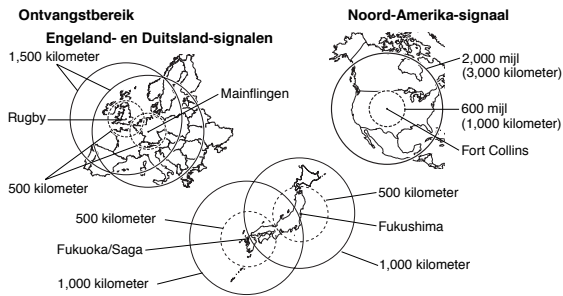 Ontvangstbereik
Engeland- en Duitsland-signalen
1,500 kilometer
Mainflingen
Rugby
500 kilometer
Noord-Amerika-signaal
2,000 mijl
(3,000 kilometer)
600 mijl
(1,000 kilometer)
Fort Collins
500 kilometer
500 kilometer
Fukushima
Fukuoka/Saga
1,000 kilometer
1,000 kilometer